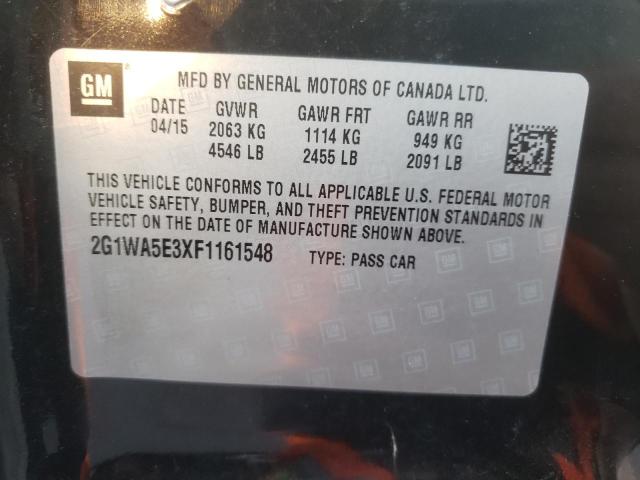 GM
MFD BY GENERAL MOTORS OF CANADA LTD.
DATE GVWR GAWR FRT GAWR RR
04/15 2063 KG 1114 KG 949 KG
4546 LB 2455 LB 2091 LB
THIS VEHICLE CONFORMS TO ALL APPLICABLE U.S. FEDERAL MOTOR
VEHICLE SAFETY, BUMPER, AND THEFT PREVENTION STANDARDS IN
EFFECT ON THE DATE OF MANUFACTURE SHOWN ABOVE.
2G1WA5E3XF1161548 TYPE: PASS CAR